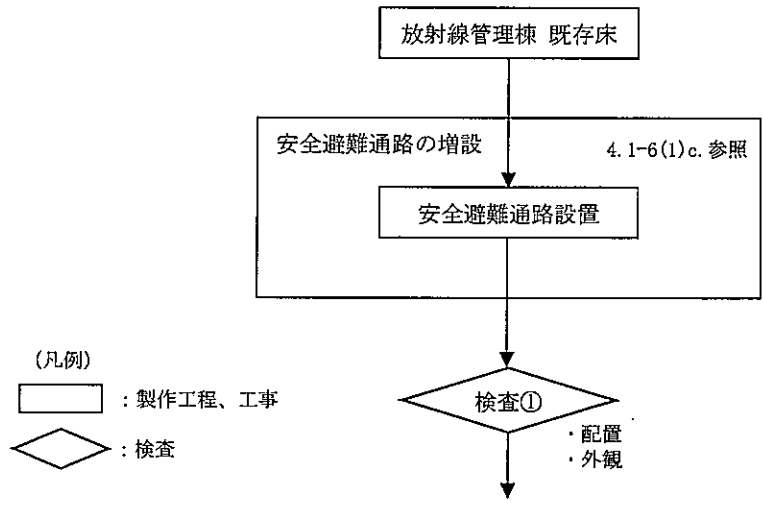 放射線管理棟 既存床
安全避難通路の増設
4.1-6(1)c.参照
安全避難通路設置
検査①
・配置
・外観
(凡例)
：製作工程、工事
：検査